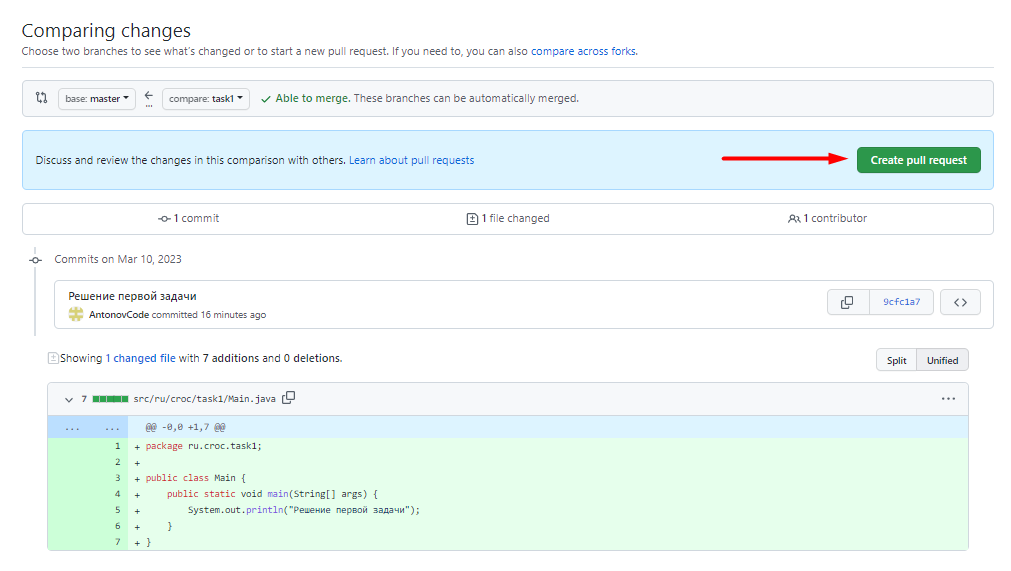 Comparing changes
Choose two branches to see what's changed or to start a new pull request. If you need to, you can also compare across forks.
base: master ... compare: task1 Able to merge. These branches can be automatically merged.
Discuss and review the changes in this comparison with others. Learn about pull requests Create pull request
1 commit 1 file changed 1 contributor
Commits on Mar 10, 2023
Решение первой задачи
AntonovCode committed 16 minutes ago 9cfc1a7 <>
Showing 1 changed file with 7 additions and 0 deletions. Split Unified
7 src/ru/croc/task1/Main.java ...
... ... @@ -0,0 +1,7 @@
1 + package ru.croc.task1;
2 +
3 + public class Main {
4 +     public static void main(String[] args) {
5 +         System.out.println("Решение первой задачи");
6 +     }
7 + }